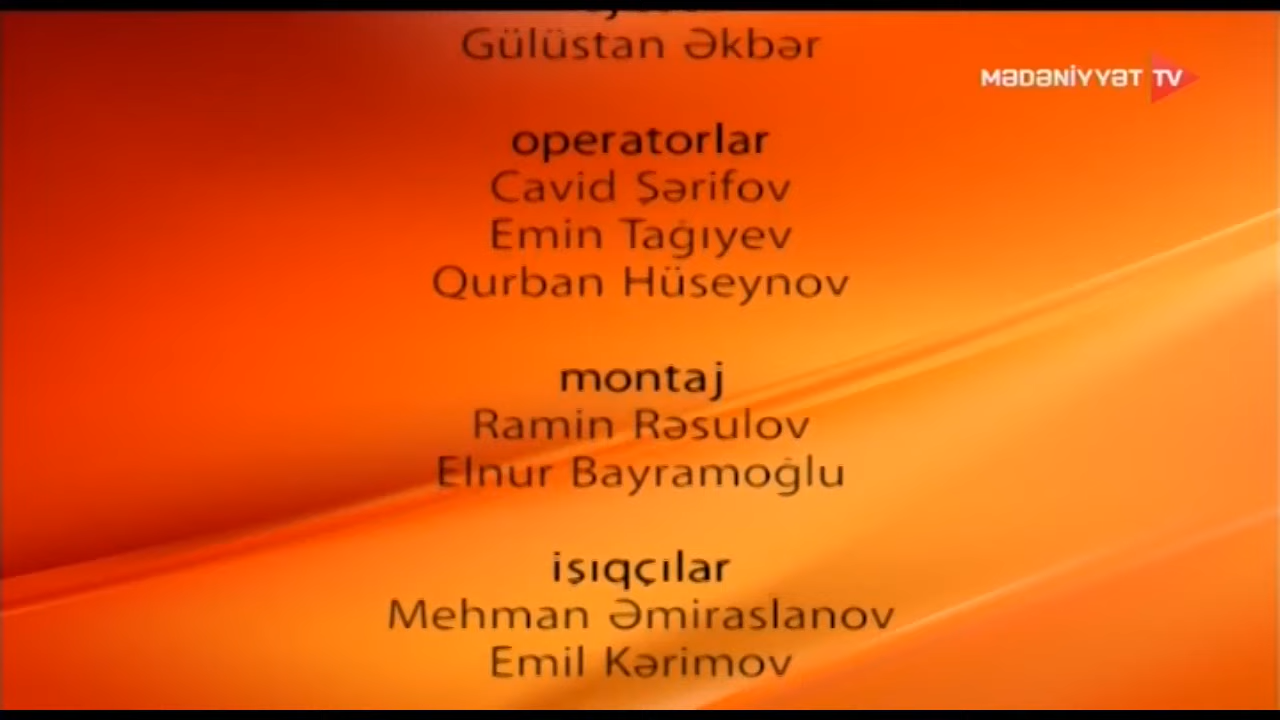 Gülüstan Əkbər
MƏDƏNİYYƏT TV
operatorlar
Cavid Şərifov
Emin Tağıyev
Qurban Hüseynov
montaj
Ramin Rəsulov
Elnur Bayramoğlu
işıqçılar
Mehman Əmiraslanov
Emil Kərimov